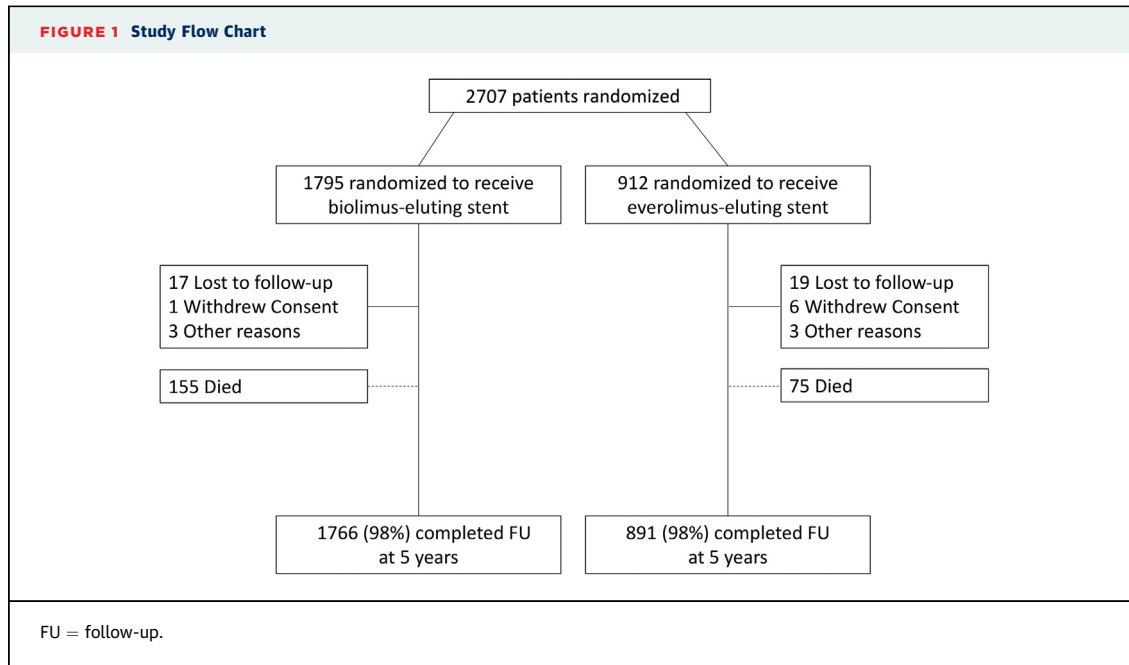 FIGURE 1 Study Flow Chart
2707 patients randomized
1795 randomized to receive
biolimus-eluting stent
912 randomized to receive
everolimus-eluting stent
17 Lost to follow-up
1 Withdrew Consent
3 Other reasons
19 Lost to follow-up
6 Withdrew Consent
3 Other reasons
155 Died
75 Died
1766 (98%) completed FU
at 5 years
891 (98%) completed FU
at 5 years
FU = follow-up.